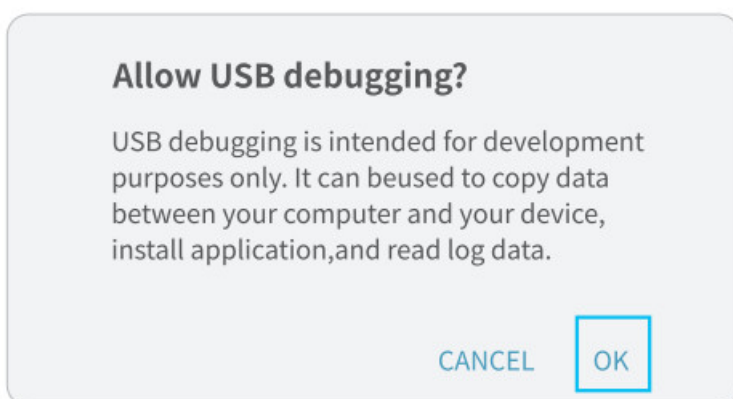 Allow USB debugging?
USB debugging is intended for development
purposes only. It can beused to copy data
between your computer and your device,
install application,and read log data.
CANCEL OK